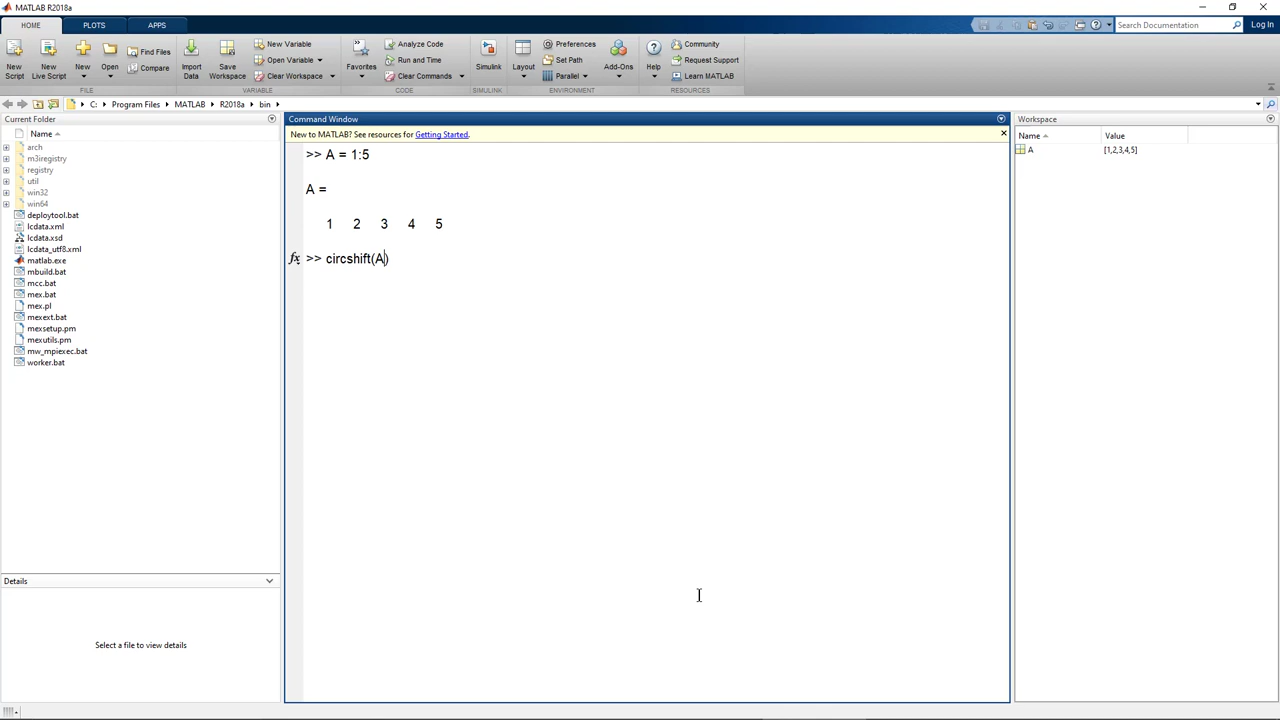 MATLAB R2018a
HOME
PLOTS
APPS
Search Documentation
Log In
New Script
New Live Script
New
Open
Find Files
Compare
Import Data
Save Workspace
New Variable
Open Variable
Clear Workspace
Favorites
Analyze Code
Run and Time
Clear Commands
Simulink
Layout
Preferences
Set Path
Parallel
Add-Ons
Help
Community
Request Support
Learn MATLAB
FILE
VARIABLE
CODE
SIMULINK
ENVIRONMENT
RESOURCES
C: Program Files MATLAB R2018a bin
Current Folder
Name
arch
m3iregistry
registry
util
win32
win64
deploytool.bat
lcdata.xml
lcdata.xsd
lcdata_utf8.xml
matlab.exe
mbuild.bat
mcc.bat
mex.bat
mex.pl
mexext.bat
mexsetup.pm
mexutils.pm
mw_mpiexec.bat
worker.bat
Details
Select a file to view details
Command Window
New to MATLAB? See resources for Getting Started.
>> A = 1:5
A =
1 2 3 4 5
fx >> circshift(A)
Workspace
Name Value
A [1,2,3,4,5]